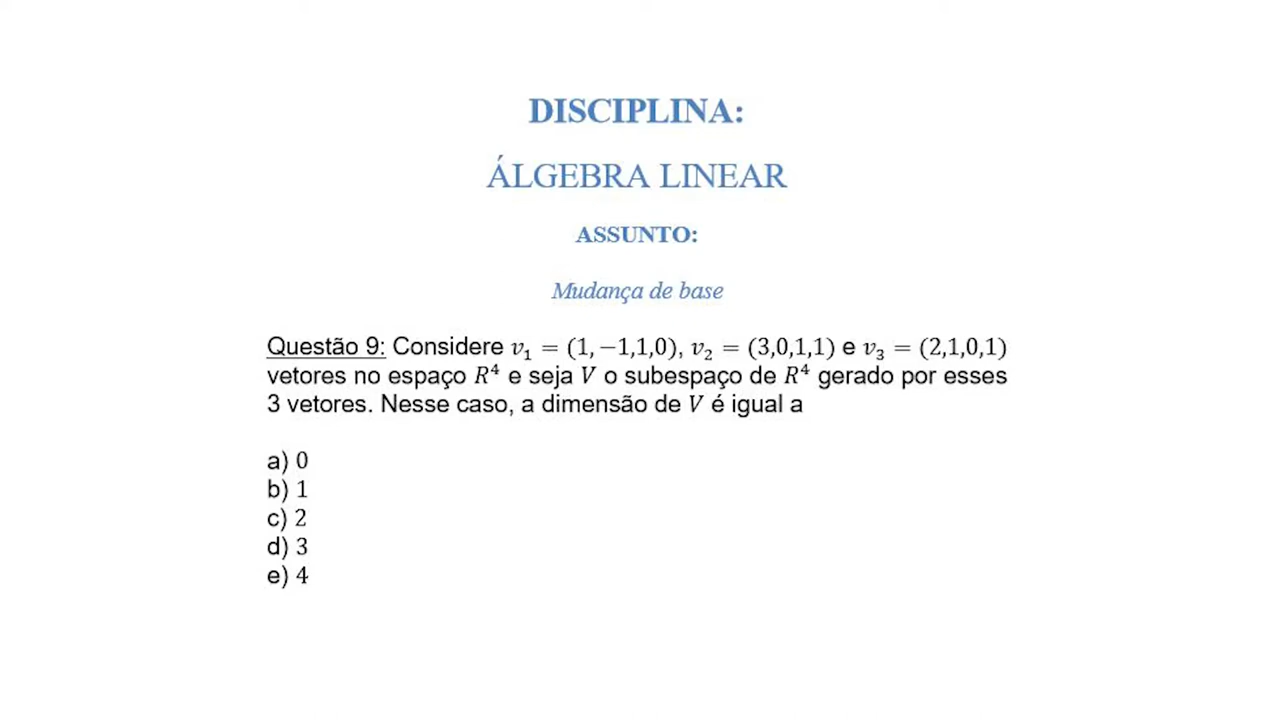 DISCIPLINA:
ÁLGEBRA LINEAR
ASSUNTO:
Mudança de base
Questão 9: Considere v₁ = (1, −1,1,0), v₂ = (3,0,1,1) e v₃ = (2,1,0,1)
vetores no espaço R⁴ e seja V o subespaço de R⁴ gerado por esses
3 vetores. Nesse caso, a dimensão de V é igual a
a) 0
b) 1
c) 2
d) 3
e) 4